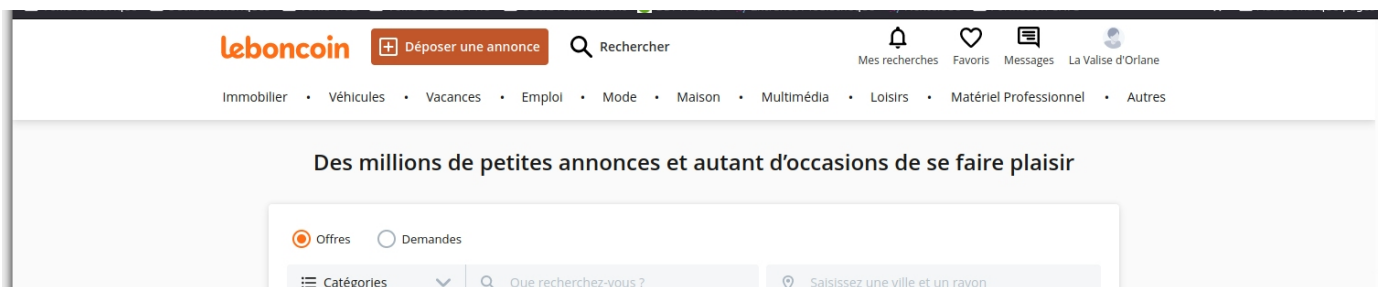 leboncoin
Déposer une annonce
Rechercher
Mes recherches Favoris Messages La Valise d'Orlane
Immobilier • Véhicules • Vacances • Emploi • Mode • Maison • Multimédia • Loisirs • Matériel Professionnel • Autres
Des millions de petites annonces et autant d’occasions de se faire plaisir
Offres Demandes
Catégories Que recherchez-vous ? Saisissez une ville et un rayon